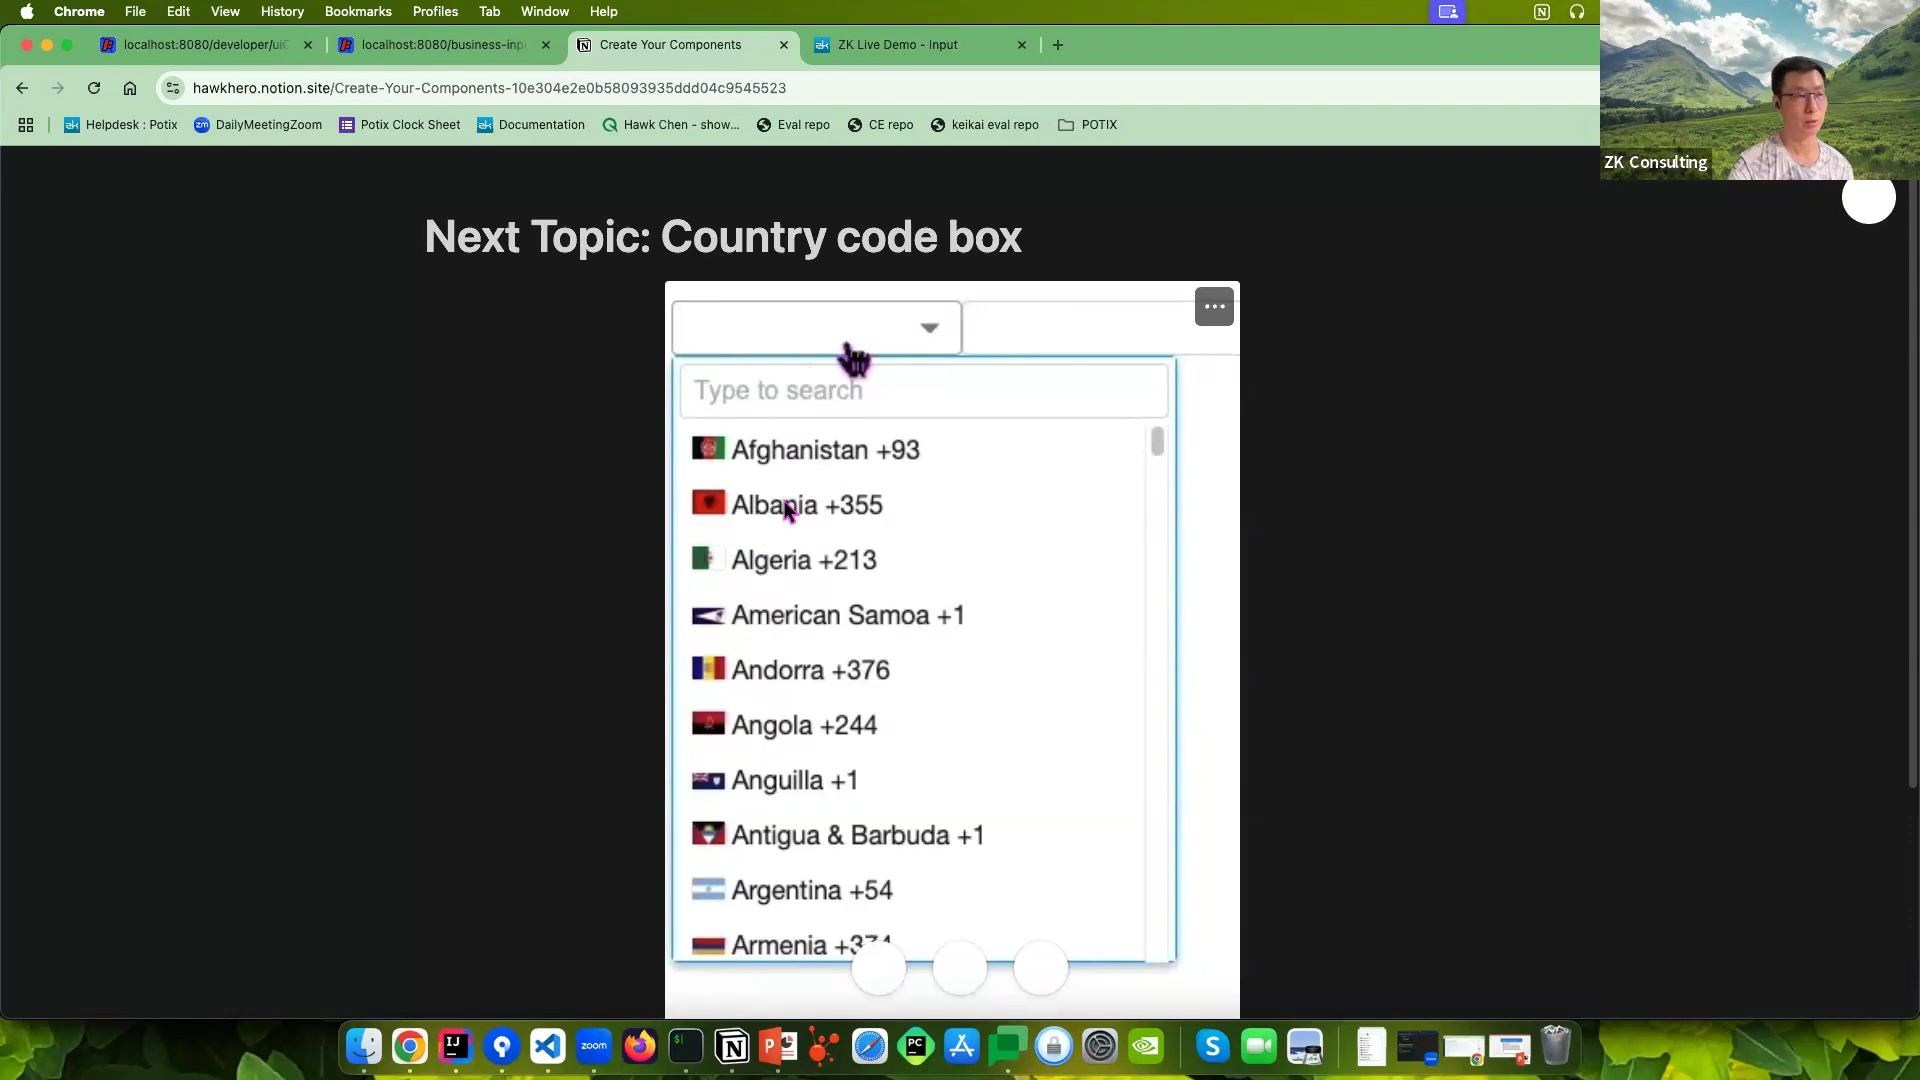 Chrome File Edit View History Bookmarks Profiles Tab Window Help
localhost:8080/developer/uiC
localhost:8080/business-inpu
Create Your Components
ZK Live Demo - Input
hawkhero.notion.site/Create-Your-Components-10e304e2e0b58093935ddd04c9545523
Helpdesk : Potix
DailyMeetingZoom
Potix Clock Sheet
Documentation
Hawk Chen - show...
Eval repo
CE repo
keikai eval repo
POTIX
ZK Consulting
Next Topic: Country code box
Type to search
Afghanistan +93
Albania +355
Algeria +213
American Samoa +1
Andorra +376
Angola +244
Anguilla +1
Antigua & Barbuda +1
Argentina +54
Armenia +374
zoom